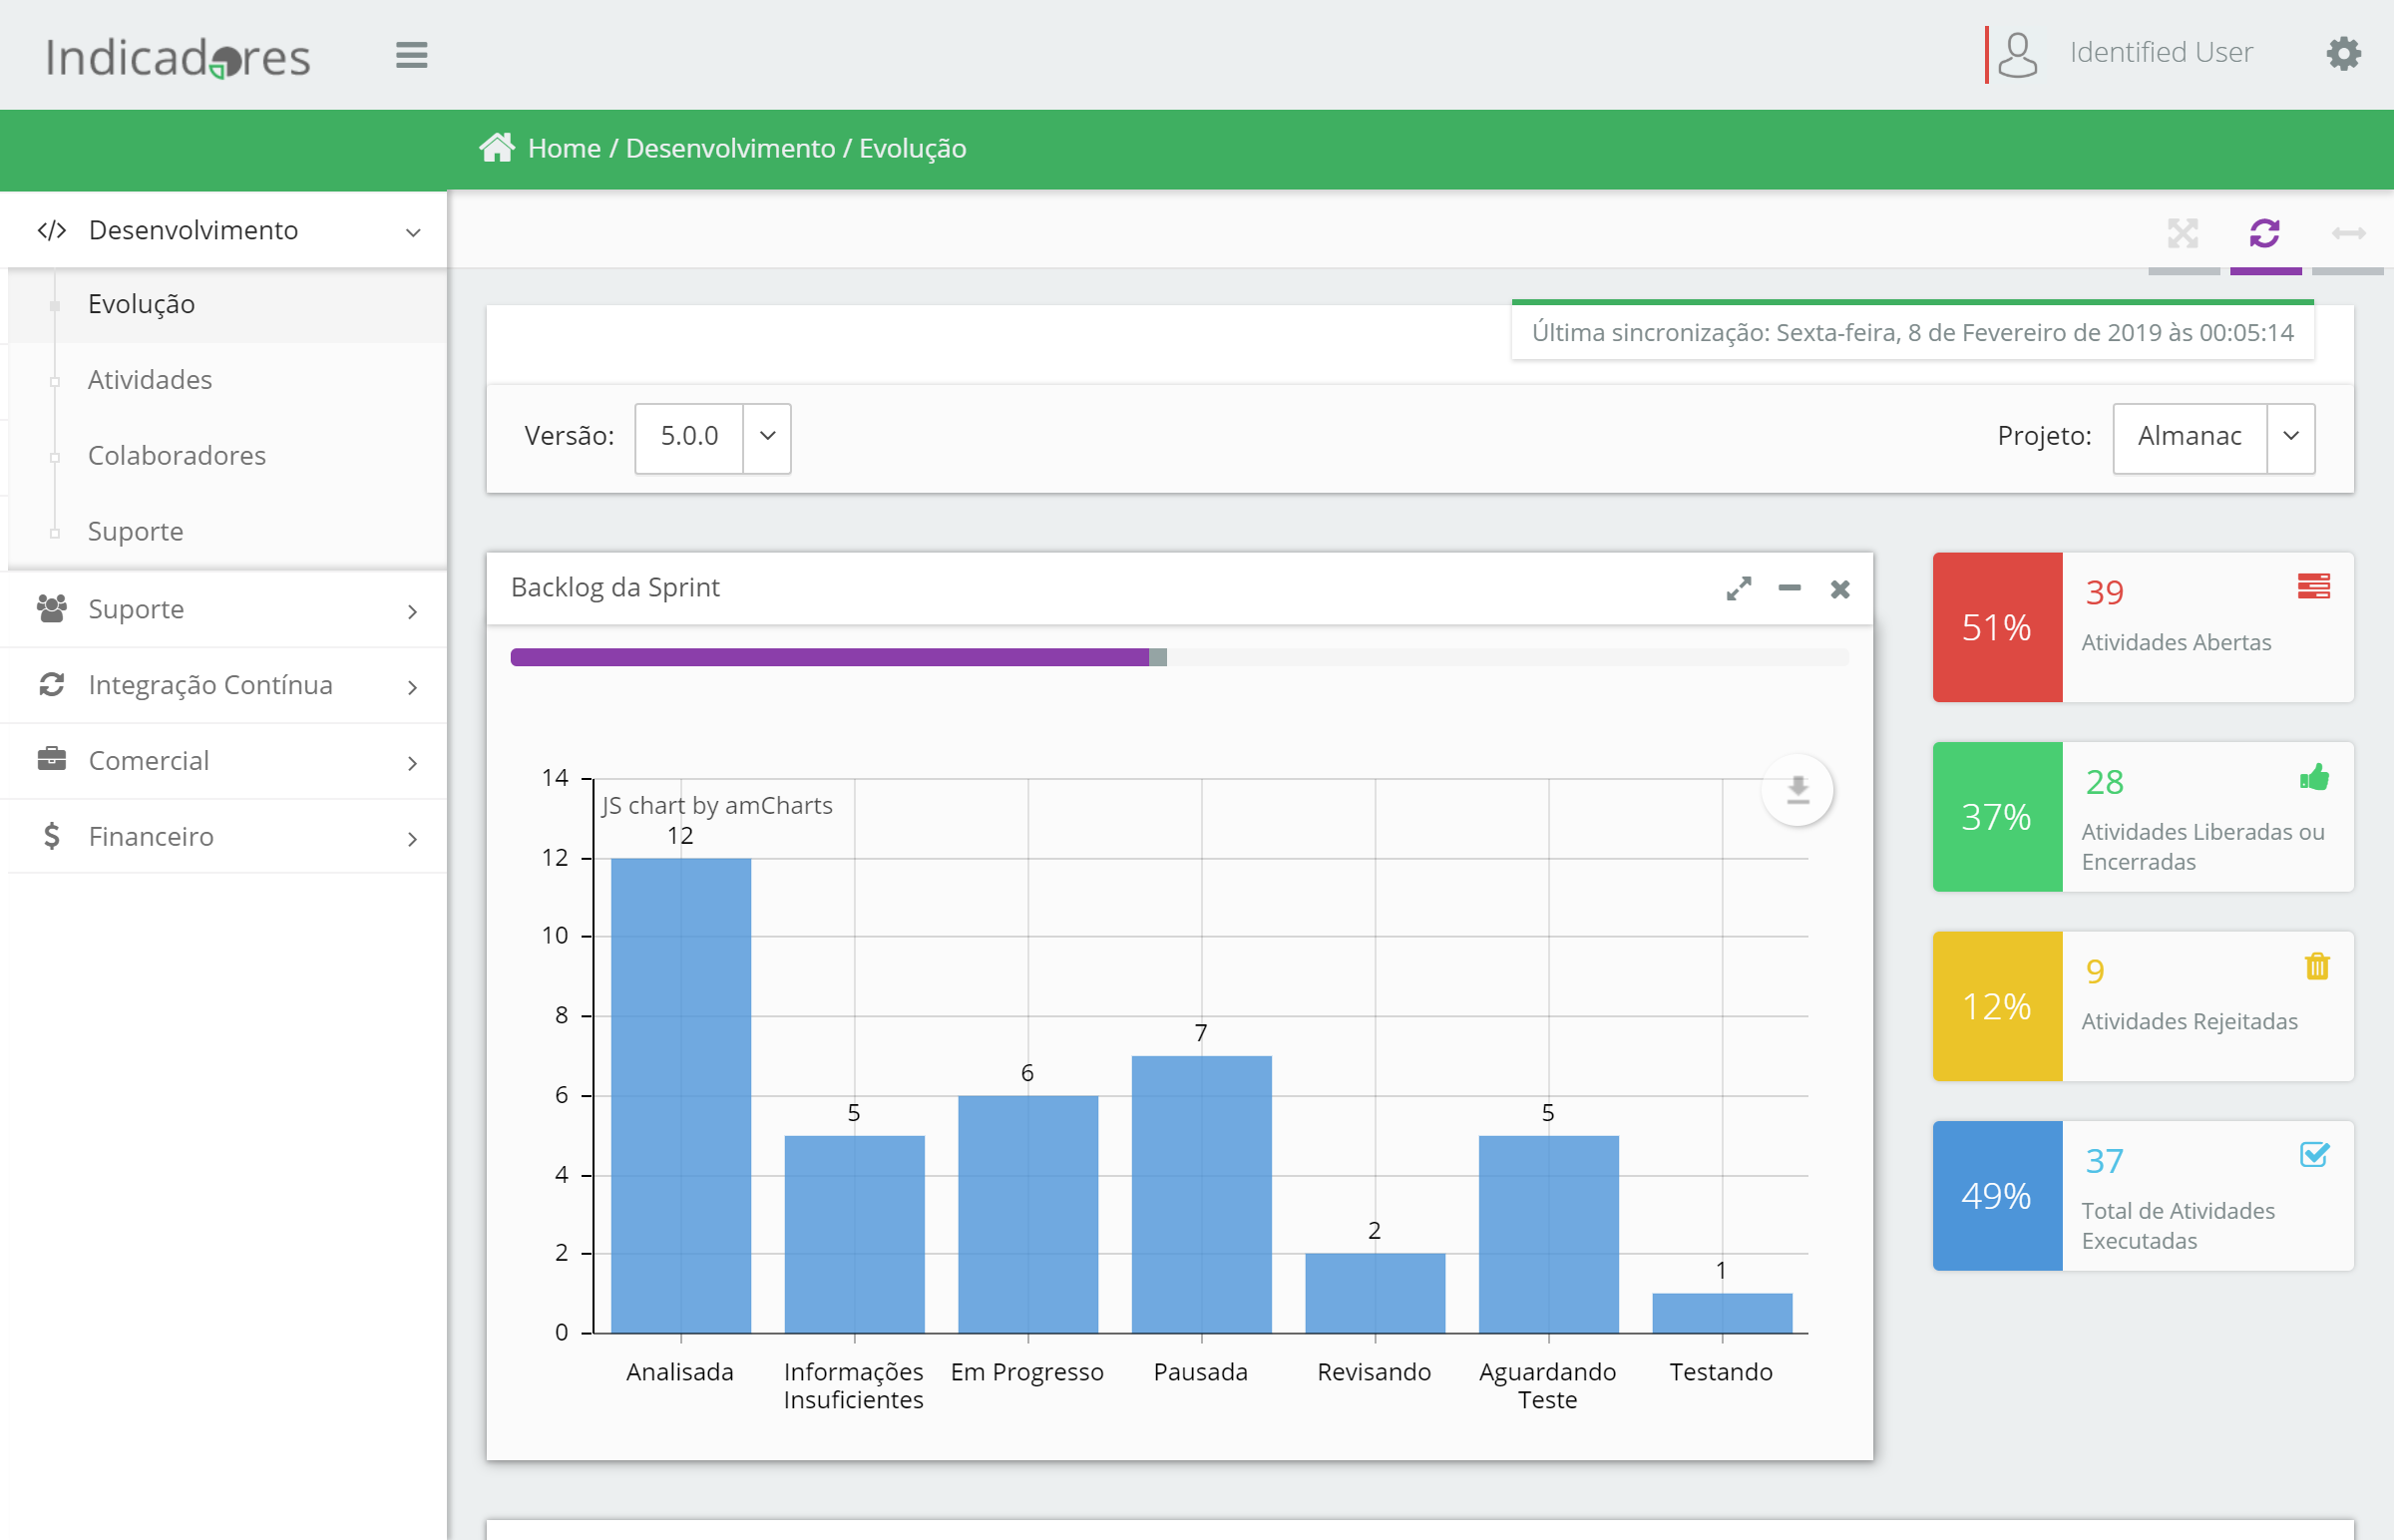 Indicadores
Identified User
Home / Desenvolvimento / Evolução
Desenvolvimento
Evolução
Atividades
Colaboradores
Suporte
Suporte
Integração Contínua
Comercial
Financeiro
Última sincronização: Sexta-feira, 8 de Fevereiro de 2019 às 00:05:14
Versão: 5.0.0
Projeto: Almanac
Backlog da Sprint
JS chart by amCharts
14
12
10
8
6
4
2
0
12
5
6
7
2
5
1
Analisada
Informações
Insuficientes
Em Progresso
Pausada
Revisando
Aguardando
Teste
Testando
51%
39
Atividades Abertas
37%
28
Atividades Liberadas ou
Encerradas
12%
9
Atividades Rejeitadas
49%
37
Total de Atividades
Executadas